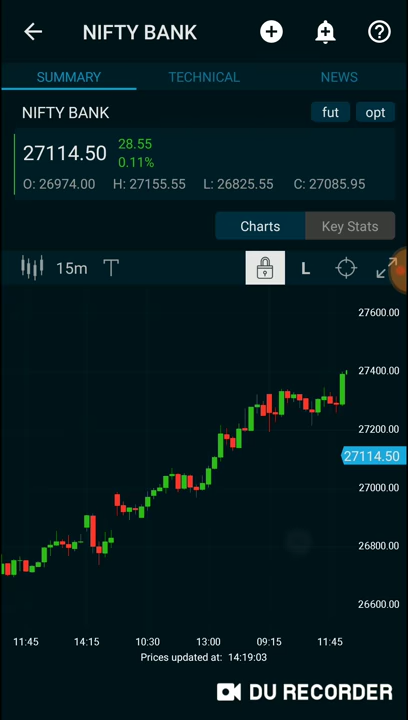 NIFTY BANK
SUMMARY TECHNICAL NEWS
NIFTY BANK fut opt
27114.50 28.55
0.11%
O: 26974.00 H: 27155.55 L: 26825.55 C: 27085.95
Charts Key Stats
15m T L
27600.00
27400.00
27200.00
27114.50
27000.00
26800.00
26600.00
11:45 14:15 10:30 13:00 09:15 11:45
Prices updated at: 14:19:03
DU RECORDER